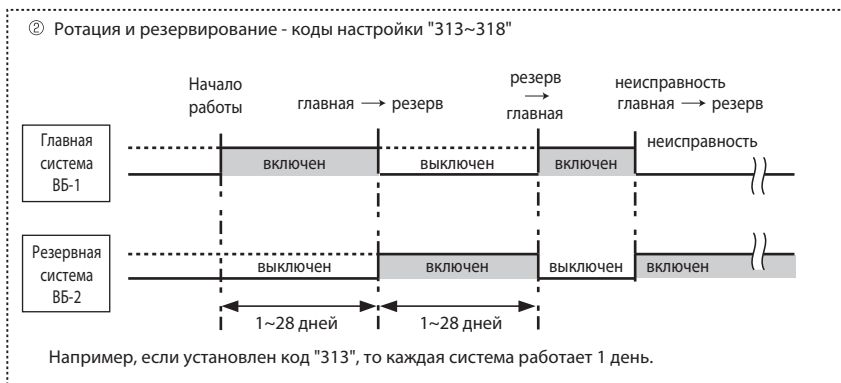 ② Ротация и резервирование - коды настройки "313~318"
Начало
работы
главная → резерв
резерв
→
главная
неисправность
главная → резерв
Главная
система
ВБ-1
включен
выключен
включен
неисправность
Резервная
система
ВБ-2
выключен
включен
выключен
включен
1~28 дней
1~28 дней
Например, если установлен код "313", то каждая система работает 1 день.